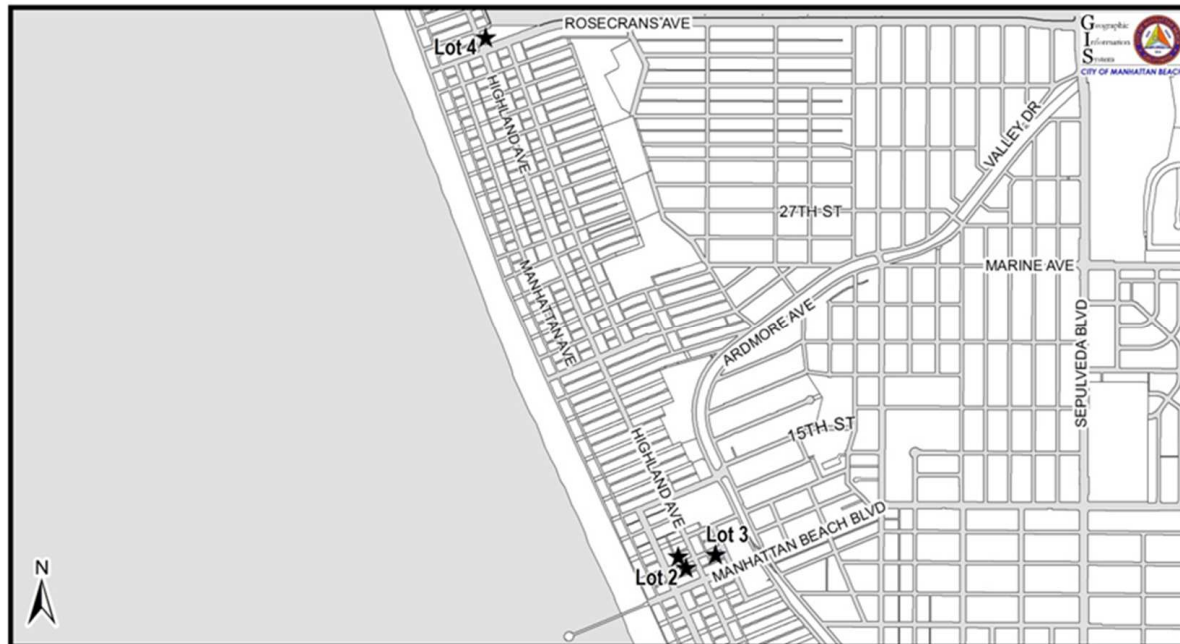 ROSECRANS AVE
Lot 4
Geographic
Information
System
CITY OF MANHATTAN BEACH
HIGHLAND AVE
VALLEY DR
27TH ST
MARINE AVE
MANHATTAN AVE
ARDMORE AVE
SEPULVEDA BLVD
15TH ST
HIGHLAND AVE
Lot 3
MANHATTAN BEACH BLVD
Lot 2
N